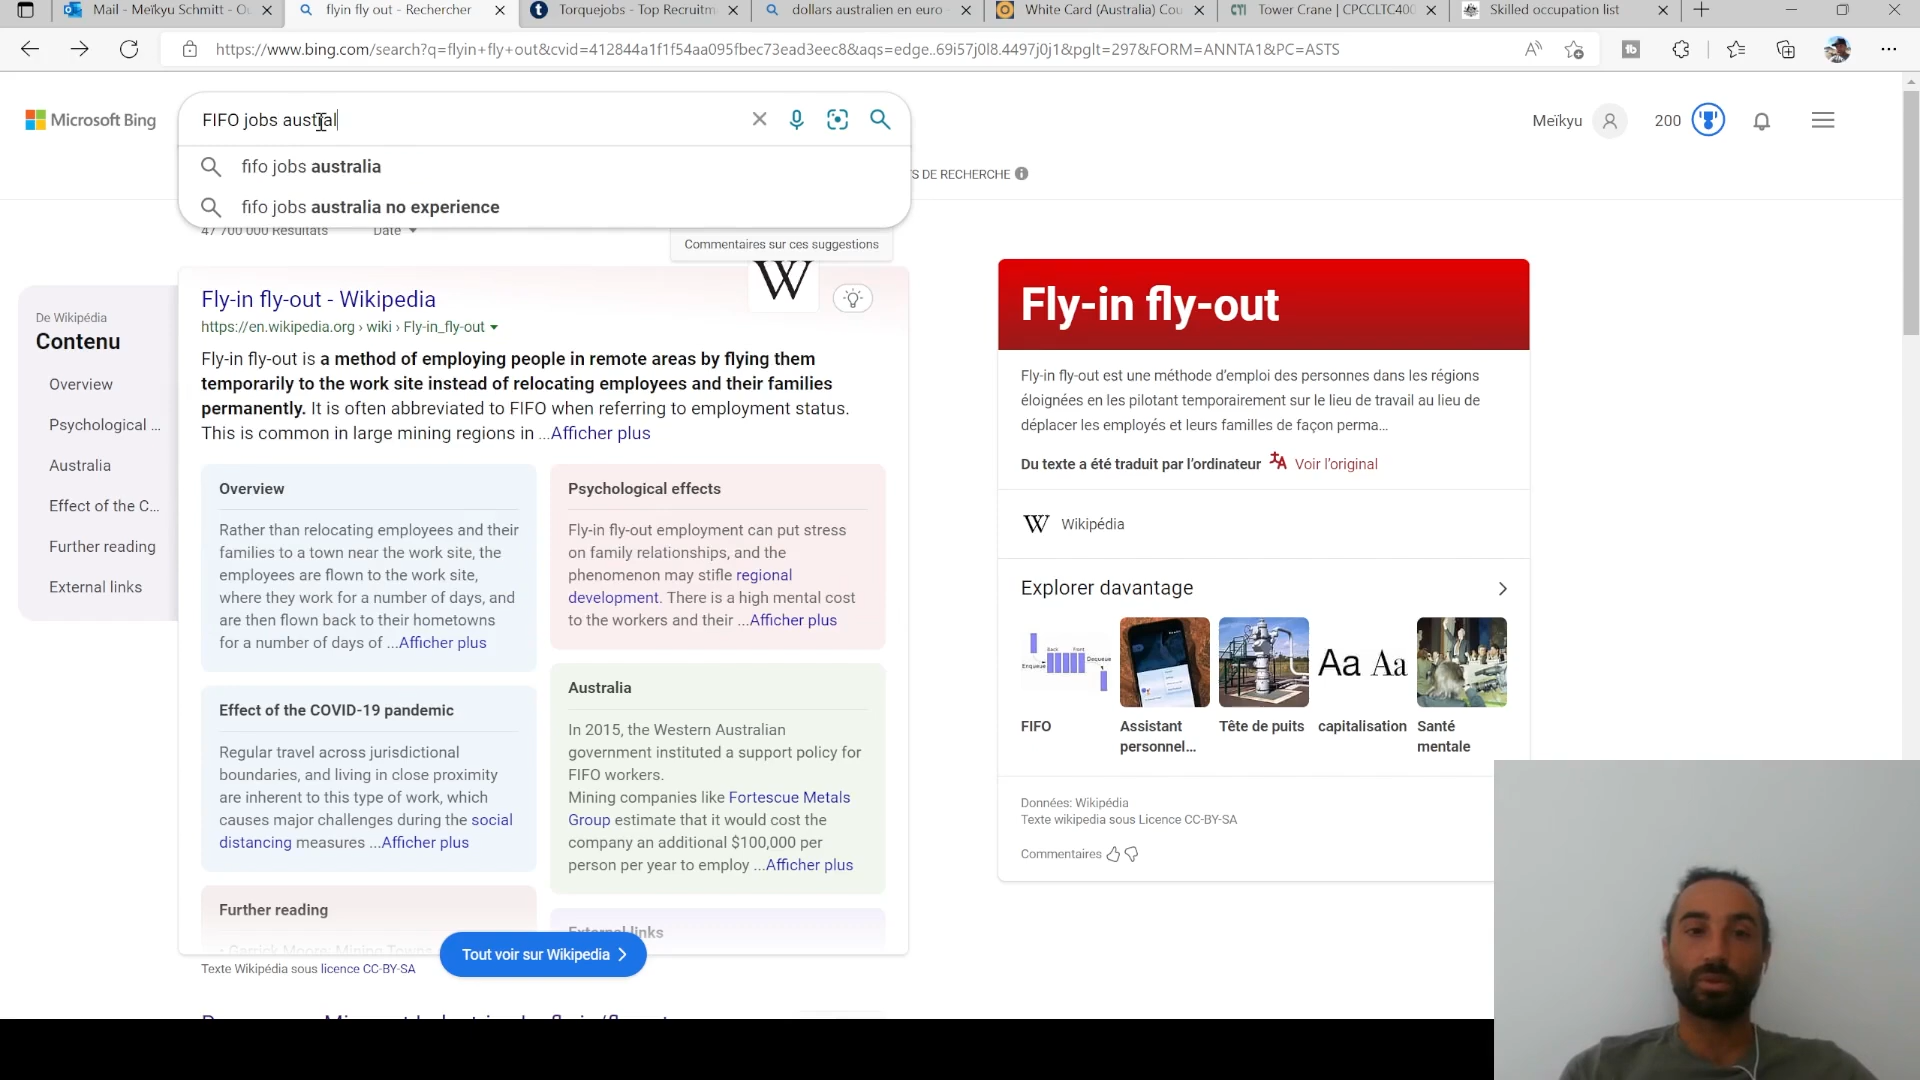 Mail - Meïkyu Schmitt - Ou
flyin fly out - Rechercher
Torquejobs - Top Recruitm
dollars australien en euro -
White Card (Australia) Cou
Tower Crane | CPCCLTC400
Skilled occupation list
https://www.bing.com/search?q=flyin+fly+out&cvid=412844a1f1f54aa095fbec73ead3eec8&aqs=edge..69i57j0l8.4497j0j1&pglt=297&FORM=ANNTA1&PC=ASTS
Microsoft Bing
FIFO jobs austral
Meïkyu
200
fifo jobs australia
S DE RECHERCHE
fifo jobs australia no experience
47 700 000 Résultats
Date
Commentaires sur ces suggestions
De Wikipédia
Contenu
Overview
Psychological ...
Australia
Effect of the C...
Further reading
External links
W
Fly-in fly-out - Wikipedia
https://en.wikipedia.org › wiki › Fly-in_fly-out
Fly-in fly-out is a method of employing people in remote areas by flying them
temporarily to the work site instead of relocating employees and their families
permanently. It is often abbreviated to FIFO when referring to employment status.
This is common in large mining regions in ...Afficher plus
Overview
Rather than relocating employees and their
families to a town near the work site, the
employees are flown to the work site,
where they work for a number of days, and
are then flown back to their hometowns
for a number of days of ...Afficher plus
Effect of the COVID-19 pandemic
Regular travel across jurisdictional
boundaries, and living in close proximity
are inherent to this type of work, which
causes major challenges during the social
distancing measures ...Afficher plus
Further reading
Psychological effects
Fly-in fly-out employment can put stress
on family relationships, and the
phenomenon may stifle regional
development. There is a high mental cost
to the workers and their ...Afficher plus
Australia
In 2015, the Western Australian
government instituted a support policy for
FIFO workers.
Mining companies like Fortescue Metals
Group estimate that it would cost the
company an additional $100,000 per
person per year to employ ...Afficher plus
External links
Tout voir sur Wikipedia
Texte Wikipédia sous licence CC-BY-SA
Fly-in fly-out
Fly-in fly-out est une méthode d’emploi des personnes dans les régions
éloignées en les pilotant temporairement sur le lieu de travail au lieu de
déplacer les employés et leurs familles de façon perma...
Du texte a été traduit par l’ordinateur Voir l’original
W Wikipédia
Explorer davantage
Enqueue
Back
Front
Dequeue
Aa Aa
FIFO
Assistant
personnel...
Tête de puits
capitalisation
Santé
mentale
Données: Wikipédia
Texte wikipedia sous Licence CC-BY-SA
Commentaires